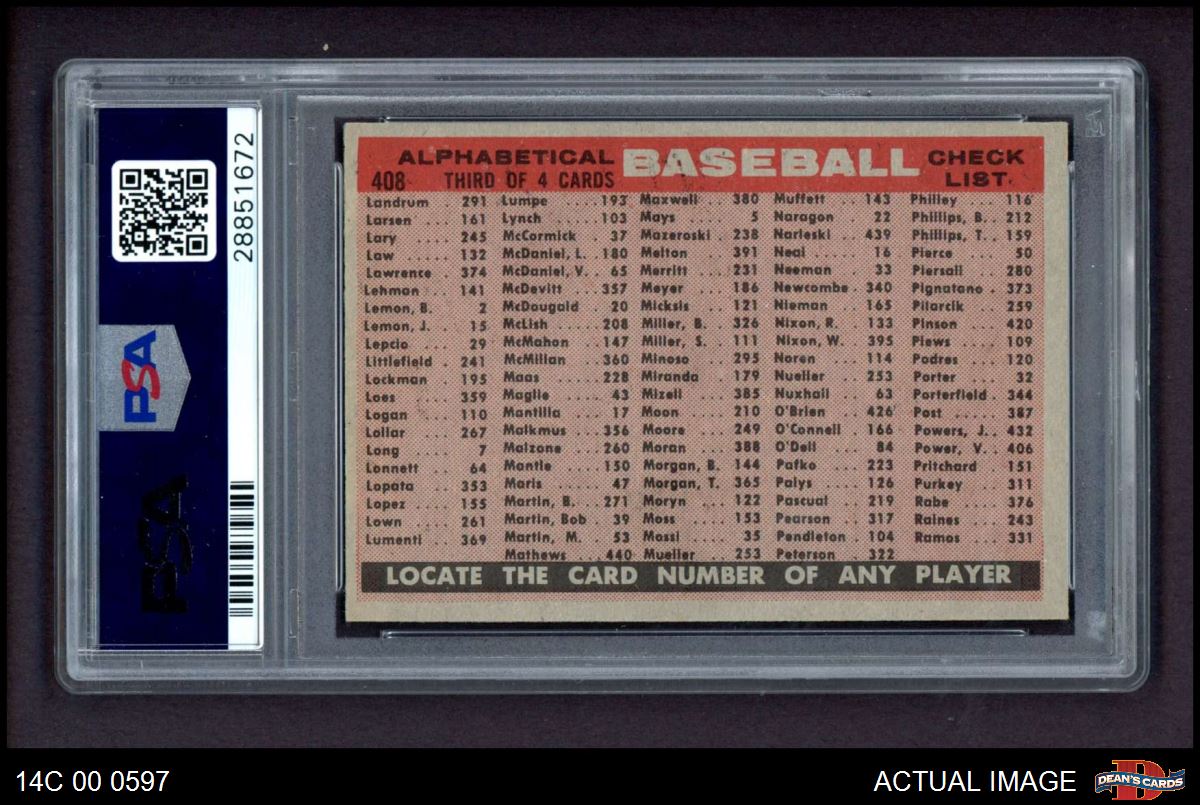 28851672
PSA
PSA
ALPHABETICAL BASEBALL CHECK
408 THIRD OF 4 CARDS LIST
Landrum 291 Lumpe .... 193 Maxwell .. 380 Muffett .. 143 Philley .. 116
Larsen ... 161 Lynch .... 103 Mays .... 5 Naragon .. 22 Phillips, B. . 212
Lary .... 245 McCormick . 37 Mazeroski . 238 Narleski . 439 Phillips, T. . 159
Law .... 132 McDaniel, L. 180 Melton ... 391 Neal .... 16 Pierce ... 50
Lawrence . 374 McDaniel, V. . 65 Merritt ... 231 Neeman .. 33 Piersall .. 280
Lehman .. 141 McDevitt .. 357 Meyer ... 186 Newcombe . 340 Pignatano . 373
Lemon, B. 2 McDougald . 20 Micksis .. 121 Nieman .. 165 Pilarcik .. 259
Lemon, J. . 15 McLish .... 208 Miller, B. . 326 Nixon, R. 133 Pinson ... 420
Lepcio ... 29 McMahon .. 147 Miller, S. . 111 Nixon, W. . 395 Plews ... 109
Littlefield . 241 McMillan .. 360 Minoso ... 295 Noren ... 114 Podres ... 120
Lockman . 195 Maas .... 228 Miranda .. 179 Nueller .. 253 Porter ... 32
Loes .... 359 Maglie ... 43 Mizell ... 385 Nuxhall .. 63 Porterfield . 344
Logan ... 110 Mantilla ... 17 Moon .... 210 O'Brien .. 426 Post .... 387
Lollar ... 267 Malkmus .. 356 Moore ... 249 O'Connell . 166 Powers, J. . 432
Long .... 7 Malzone .. 260 Moran ... 388 O'Dell ... 84 Power, V. . 406
Lonnett .. 64 Mantle ... 150 Morgan, B. 144 Pafko ... 223 Pritchard 151
Lopata ... 353 Maris .... 47 Morgan, T. 365 Palys ... 126 Purkey ... 311
Lopez ... 155 Martin, B. . 271 Moryn ... 122 Pascual .. 219 Rabe .... 376
Lown .... 261 Martin, Bob . 39 Moss .... 153 Pearson .. 317 Raines ... 243
Lumenti .. 369 Martin, M. . 53 Mossi .... 35 Pendleton . 104 Ramos ... 331
Mathews ... 440 Mueller .. 253 Peterson .. 322
LOCATE THE CARD NUMBER OF ANY PLAYER
14C 00 0597 ACTUAL IMAGE DEAN'S CARDS